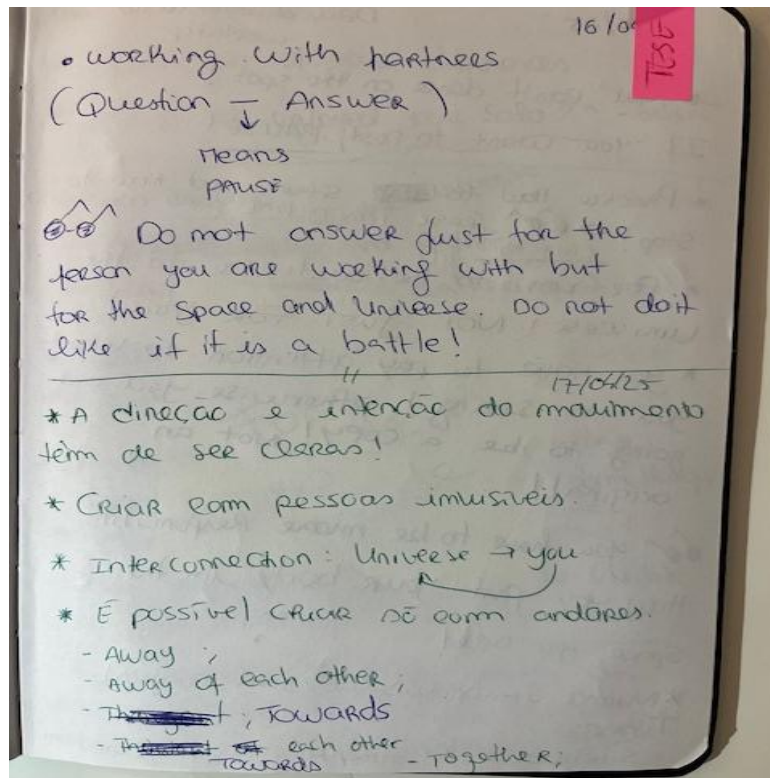 16/0
TESE
• working with partners
(Question — Answer)
↓
Means
PAUSE
Do not answer just for the
person you are working with but
for the Space and Universe. Do not do it
like if it is a battle!
17/04/25
* A direção e intenção do movimento
têm de ser claras!
* Criar com pessoas invisíveis.
* Interconnection: Universe → you
* É possível criar só com andares.
- Away ;
- Away of each other ;
- ; Towards
- each other
Towards
- Together;